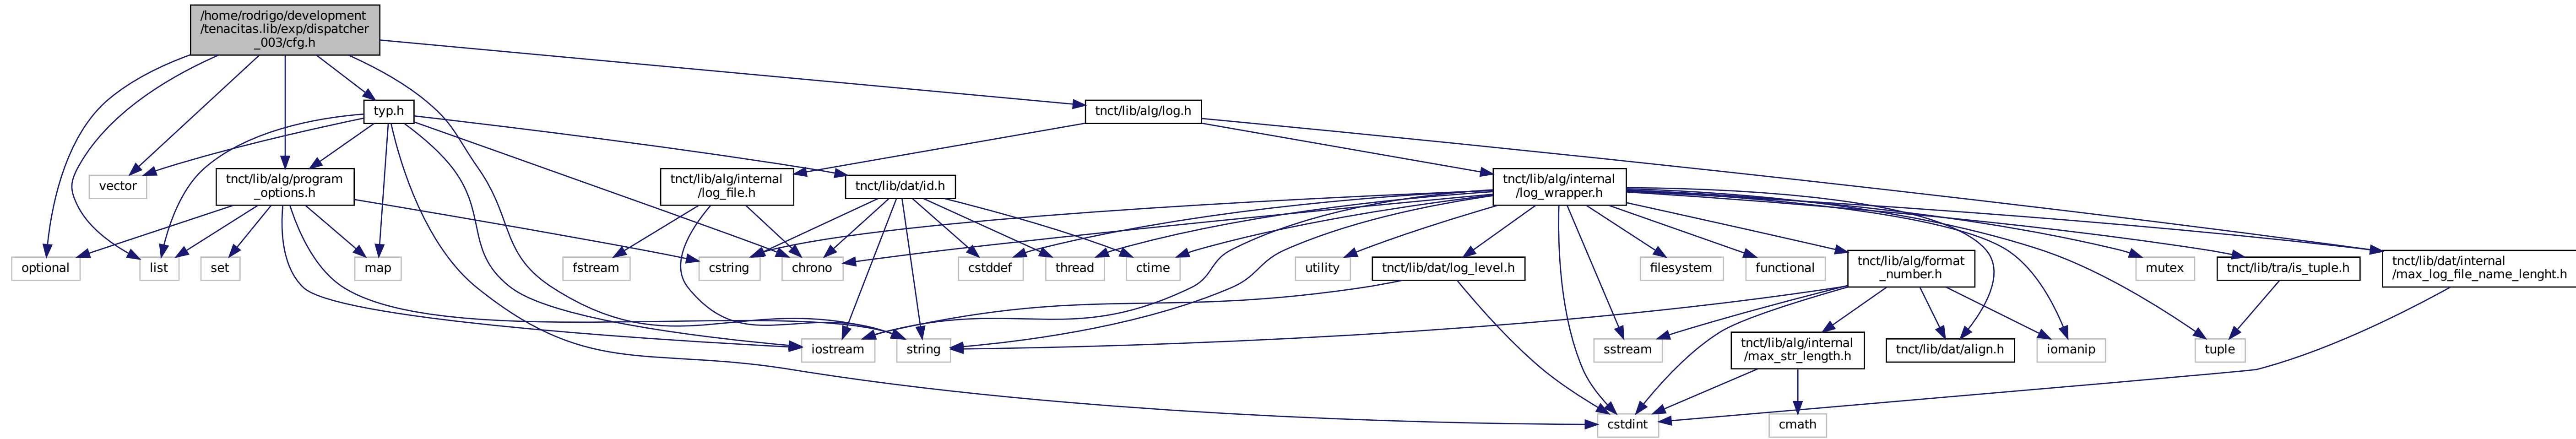 /home/rodrigo/development
/tenacitas.lib/exp/dispatcher
_003/cfg.h
typ.h
tnct/lib/alg/log.h
vector
tnct/lib/alg/program
_options.h
tnct/lib/alg/internal
/log_file.h
tnct/lib/dat/id.h
tnct/lib/alg/internal
/log_wrapper.h
optional
list
set
map
fstream
cstring
chrono
cstddef
thread
ctime
utility
tnct/lib/dat/log_level.h
filesystem
functional
tnct/lib/alg/format
_number.h
mutex
tnct/lib/tra/is_tuple.h
tnct/lib/dat/internal
/max_log_file_name_lenght.h
iostream
string
sstream
tnct/lib/alg/internal
/max_str_length.h
tnct/lib/dat/align.h
iomanip
tuple
cstdint
cmath